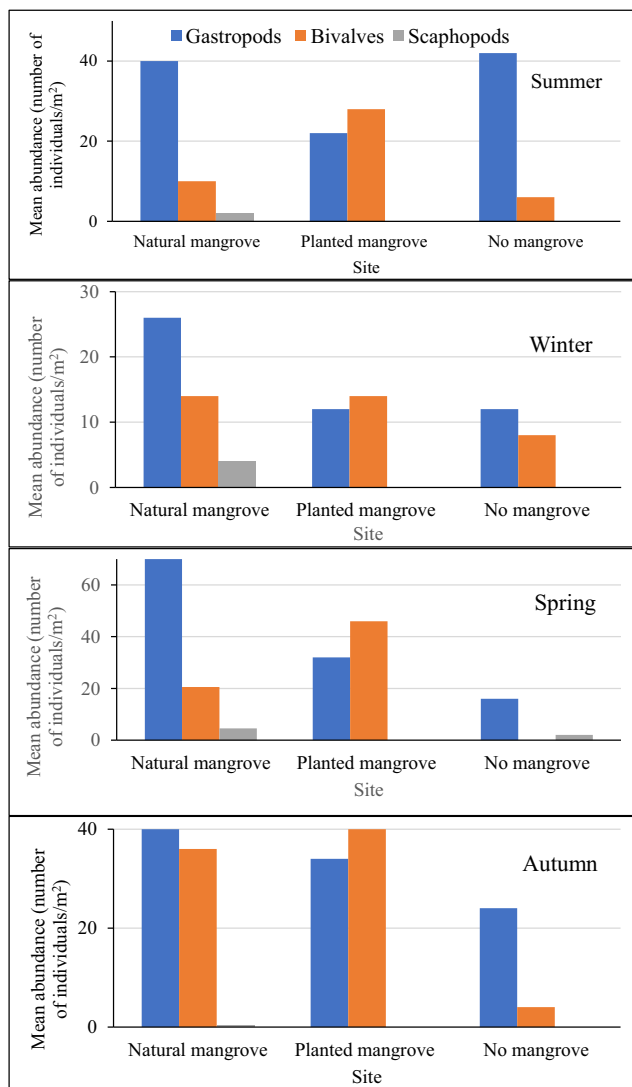 Gastropods Bivalves Scaphopods
Mean abundance (number of
individuals/m²)
40
20
0
Summer
Natural mangrove Planted mangrove No mangrove
Site
Mean abundance (number
of individuals/m²)
30
20
10
0
Winter
Natural mangrove Planted mangrove No mangrove
Site
Mean abundance (number
of individuals/m²)
60
40
20
0
Spring
Natural mangrove Planted mangrove No mangrove
Site
Mean abundance (number
of individuals/m²)
40
20
0
Autumn
Natural mangrove Planted mangrove No mangrove
Site